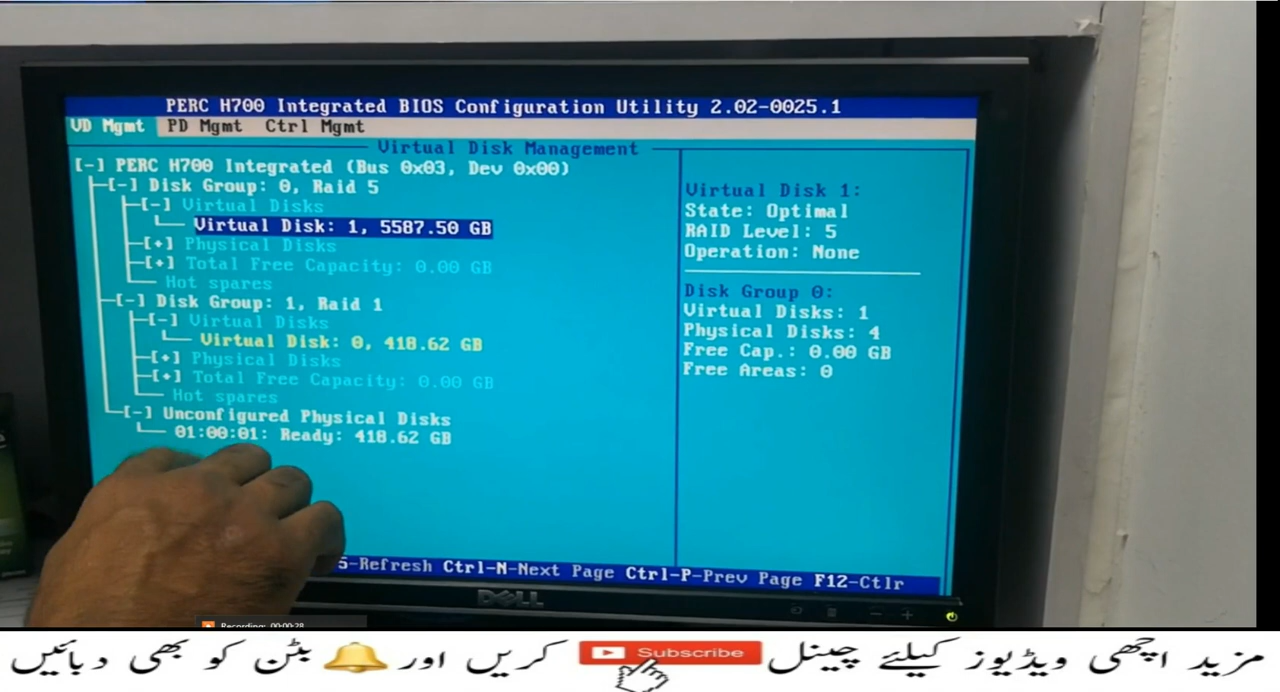 PERC H700 Integrated BIOS Configuration Utility 2.02-0025.1
VD Mgmt PD Mgmt Ctrl Mgmt
Virtual Disk Management
[-] PERC H700 Integrated (Bus 0x03, Dev 0x00)
[-] Disk Group: 0, Raid 5
[-] Virtual Disks
Virtual Disk: 1, 5587.50 GB
[+] Physical Disks
[+] Total Free Capacity: 0.00 GB
Hot spares
[-] Disk Group: 1, Raid 1
[-] Virtual Disks
Virtual Disk: 0, 418.62 GB
[+] Physical Disks
[+] Total Free Capacity: 0.00 GB
Hot spares
[-] Unconfigured Physical Disks
01:00:01: Ready: 418.62 GB
Virtual Disk 1:
State: Optimal
RAID Level: 5
Operation: None
Disk Group 0:
Virtual Disks: 1
Physical Disks: 4
Free Cap.: 0.00 GB
Free Areas: 0
5-Refresh Ctrl-N-Next Page Ctrl-P-Prev Page F12-Ctlr
DELL
Recording: 00:00:28
مزید اچھی ویڈیوز کیلئے چینل Subscribe کریں اور بٹن کو بھی دبائیں